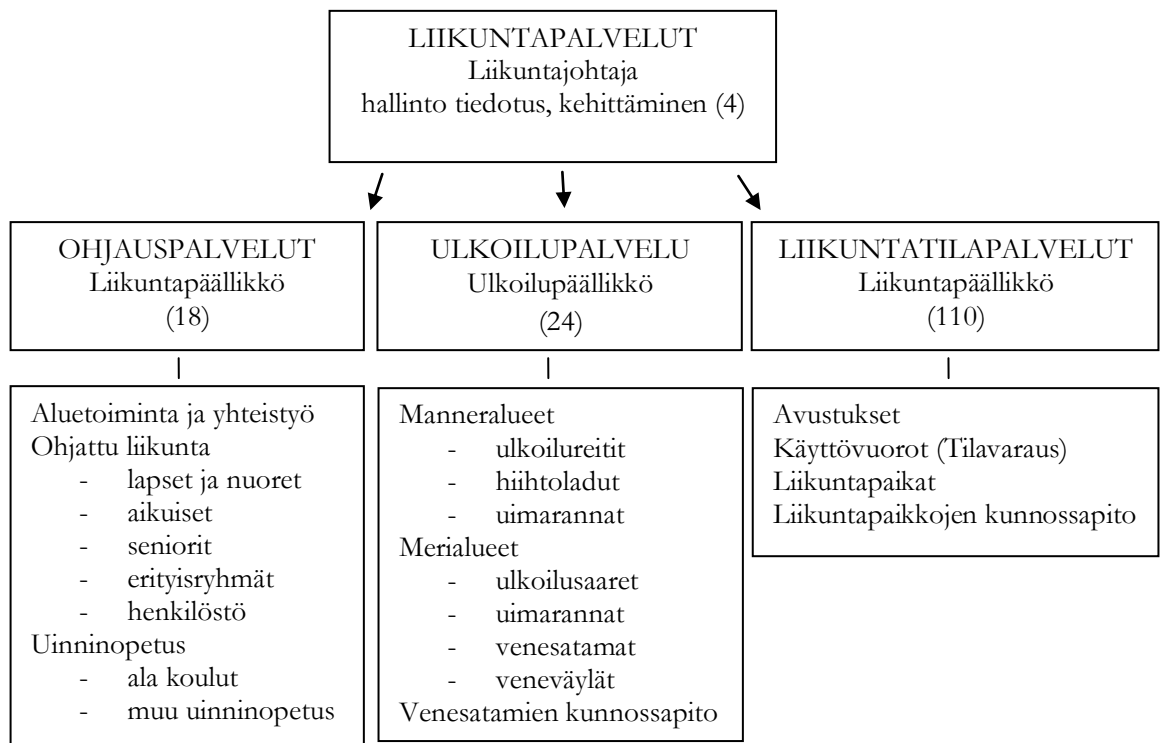 LIIKUNTAPALVELUT
Liikuntajohtaja
hallinto tiedotus, kehittäminen (4)
OHJAUSPALVELUT
Liikuntapäällikkö
(18)
ULKOILUPALVELU
Ulkoilupäällikkö
(24)
LIIKUNTATILAPALVELUT
Liikuntapäällikkö
(110)
Aluetoiminta ja yhteistyö
Ohjattu liikunta
- lapset ja nuoret
- aikuiset
- seniorit
- erityisryhmät
- henkilöstö
Uinninopetus
- ala koulut
- muu uinninopetus
Manneralueet
- ulkoilureitit
- hiihtoladut
- uimarannat
Merialueet
- ulkoilusaaret
- uimarannat
- venesatamat
- veneväylät
Venesatamien kunnossapito
Avustukset
Käyttövuorot (Tilavaraus)
Liikuntapaikat
Liikuntapaikkojen kunnossapito